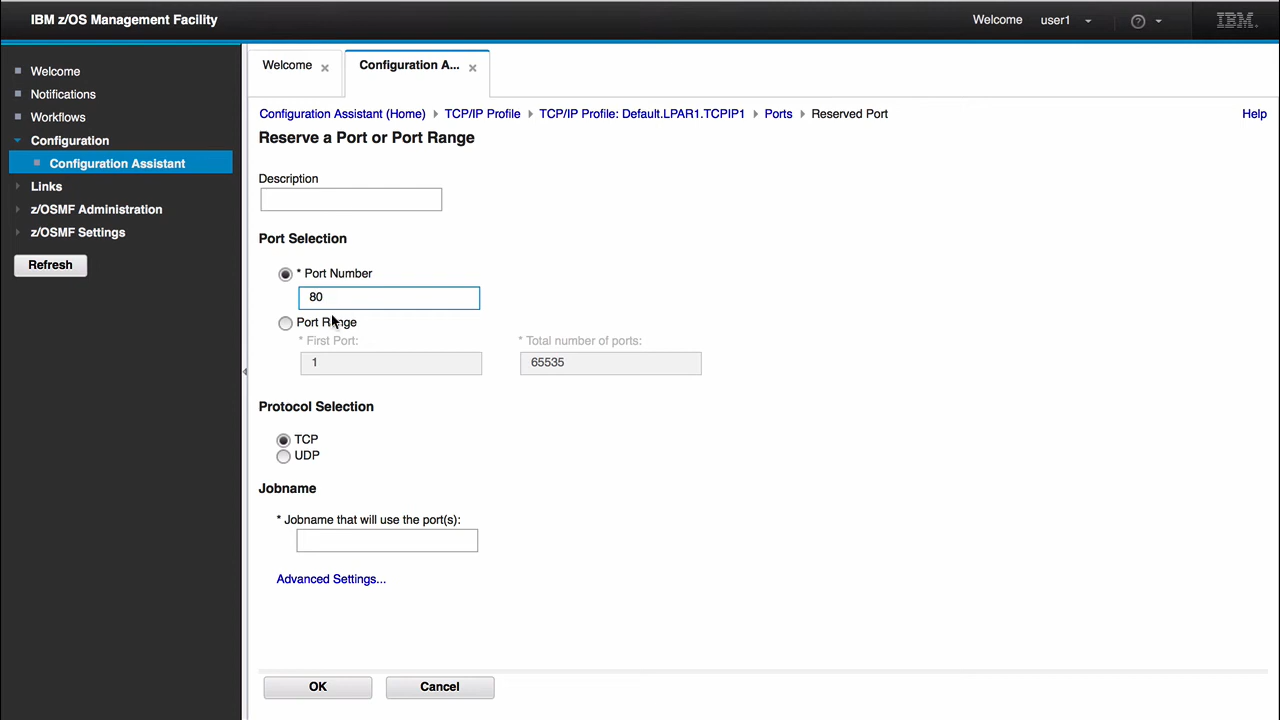 IBM z/OS Management Facility
Welcome user1
IBM
Welcome
Notifications
Workflows
Configuration
Configuration Assistant
Links
z/OSMF Administration
z/OSMF Settings
Refresh
Welcome
Configuration A...
Configuration Assistant (Home) TCP/IP Profile TCP/IP Profile: Default.LPAR1.TCPIP1 Ports Reserved Port Help
Reserve a Port or Port Range
Description
Port Selection
* Port Number
80
Port Range
* First Port: * Total number of ports:
1 65535
Protocol Selection
TCP
UDP
Jobname
* Jobname that will use the port(s):
Advanced Settings...
OK Cancel